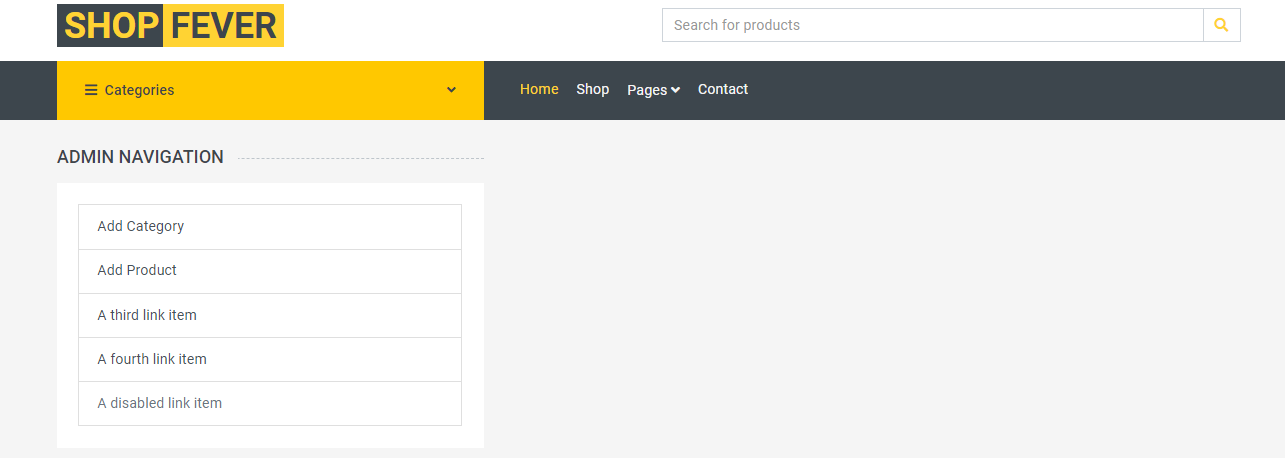 SHOP FEVER
Search for products
Categories
Home Shop Pages Contact
ADMIN NAVIGATION
Add Category
Add Product
A third link item
A fourth link item
A disabled link item